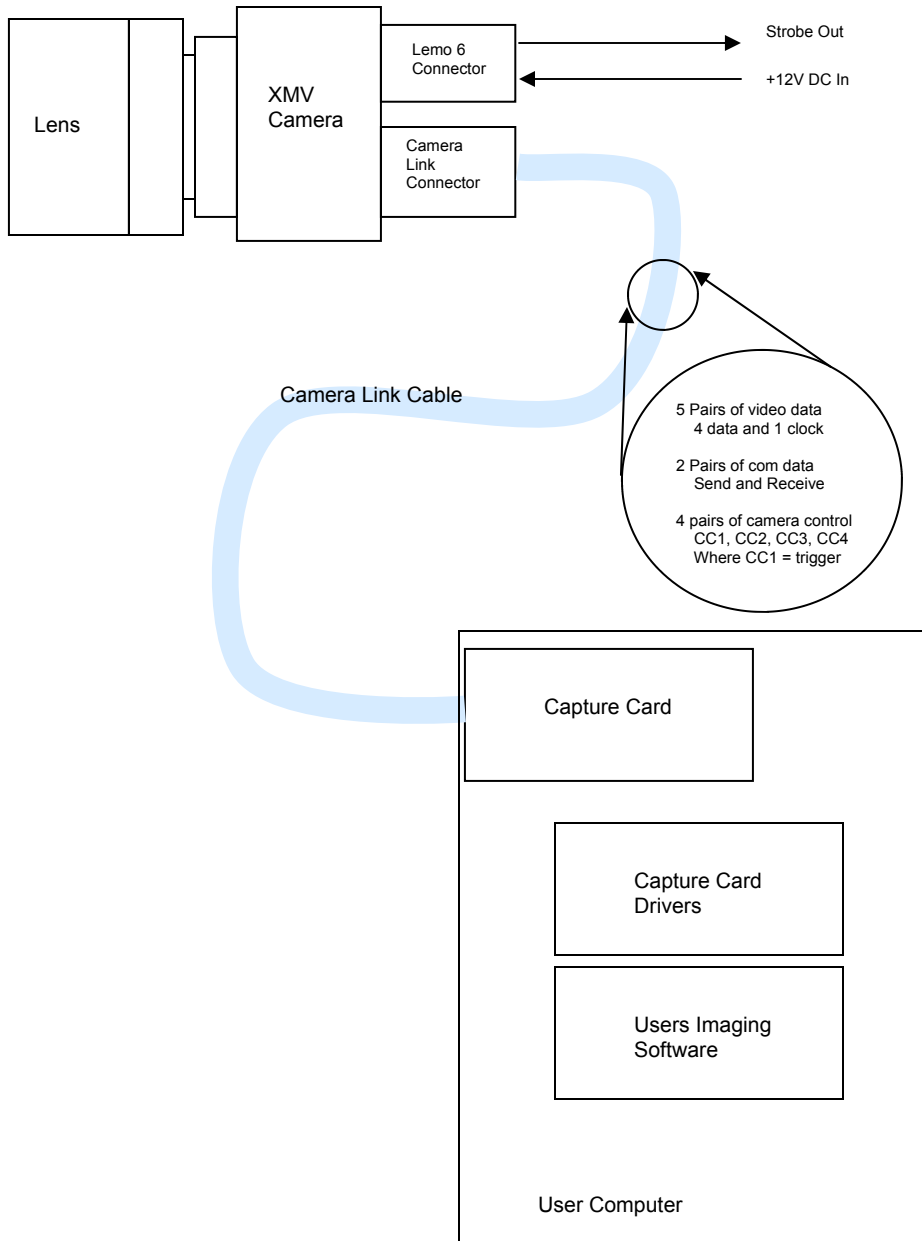 Lemo 6
Connector
Strobe Out
+12V DC In
XMV
Camera
Lens
Camera
Link
Connector
Camera Link Cable
5 Pairs of video data
4 data and 1 clock
2 Pairs of com data
Send and Receive
4 pairs of camera control
CC1, CC2, CC3, CC4
Where CC1 = trigger
Capture Card
Capture Card
Drivers
Users Imaging
Software
User Computer